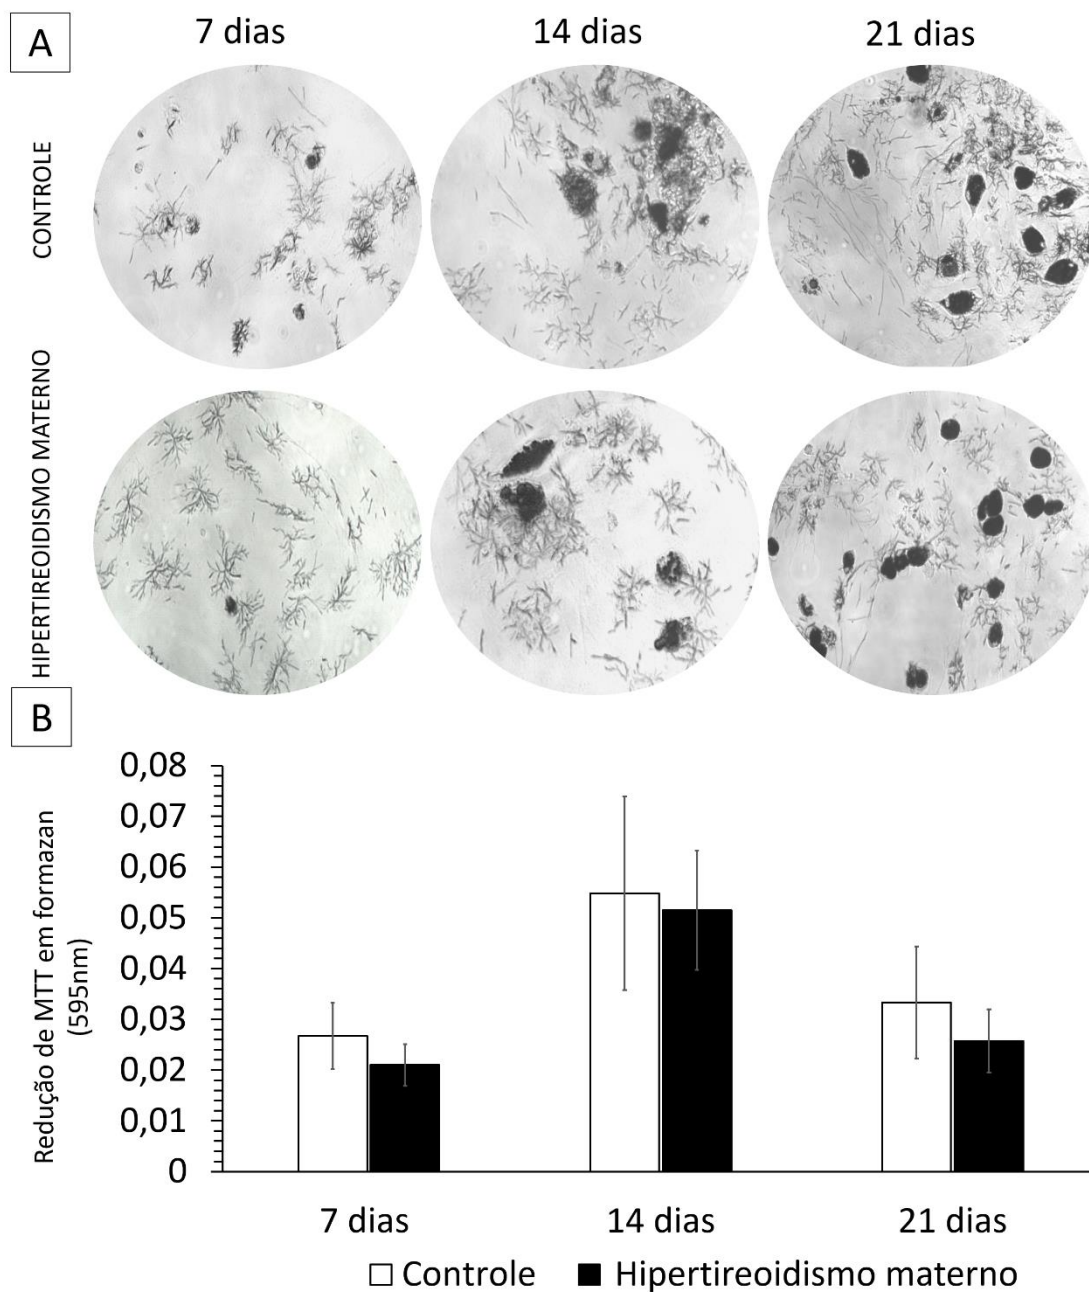 A
7 dias
14 dias
21 dias
CONTROLE
HIPERTIREOIDISMO MATERNO
B
Redução de MTT em formazan
(595nm)
0,08
0,07
0,06
0,05
0,04
0,03
0,02
0,01
0
7 dias
14 dias
21 dias
Controle
Hipertireoidismo materno